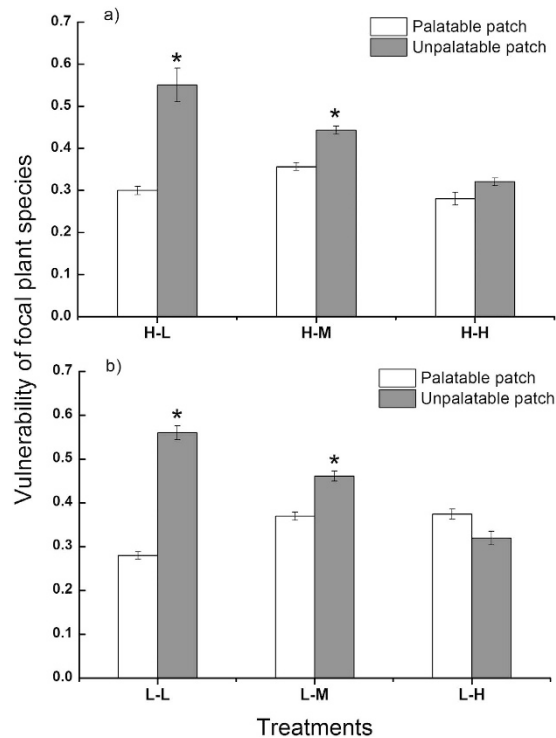 Vulnerability of focal plant species
a)
Palatable patch
Unpalatable patch
0.7
0.6
0.5
0.4
0.3
0.2
0.1
0.0
*
*
H-L H-M H-H
b)
Palatable patch
Unpalatable patch
0.7
0.6
0.5
0.4
0.3
0.2
0.1
0.0
*
*
L-L L-M L-H
Treatments